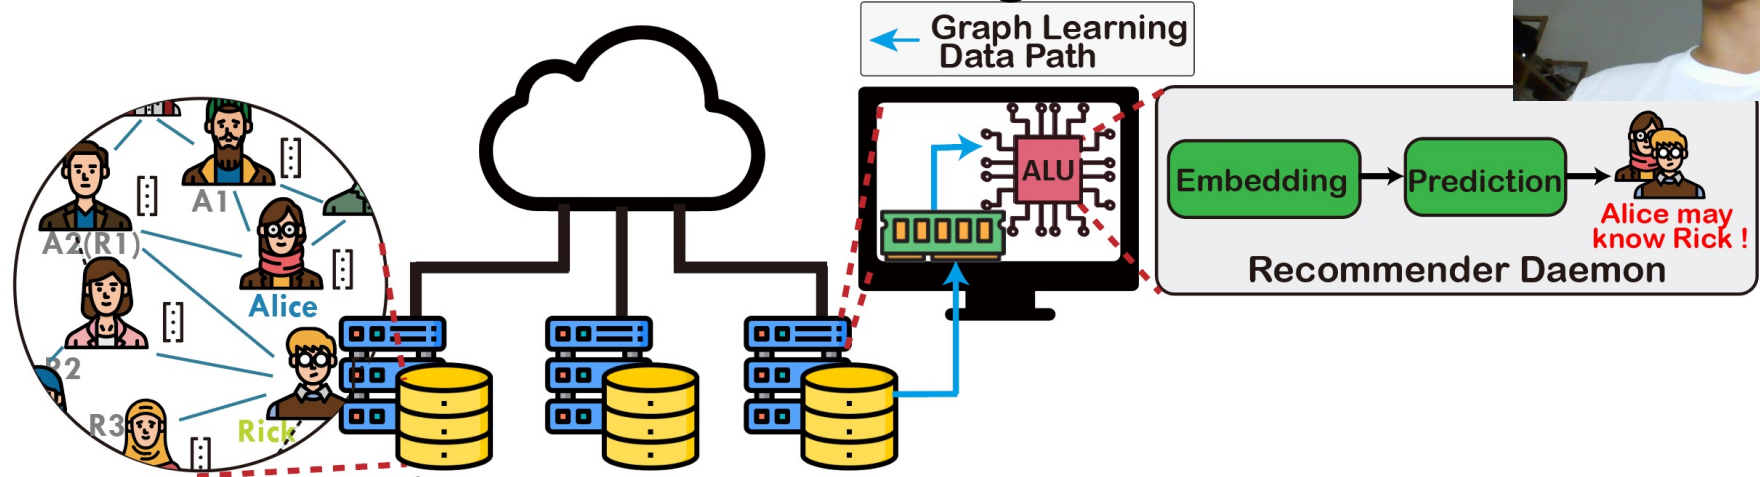 Graph Learning
Data Path
A1
A2(R1)
Alice
R2
R3
Rick
ALU
Embedding
Prediction
Alice may
know Rick !
Recommender Daemon